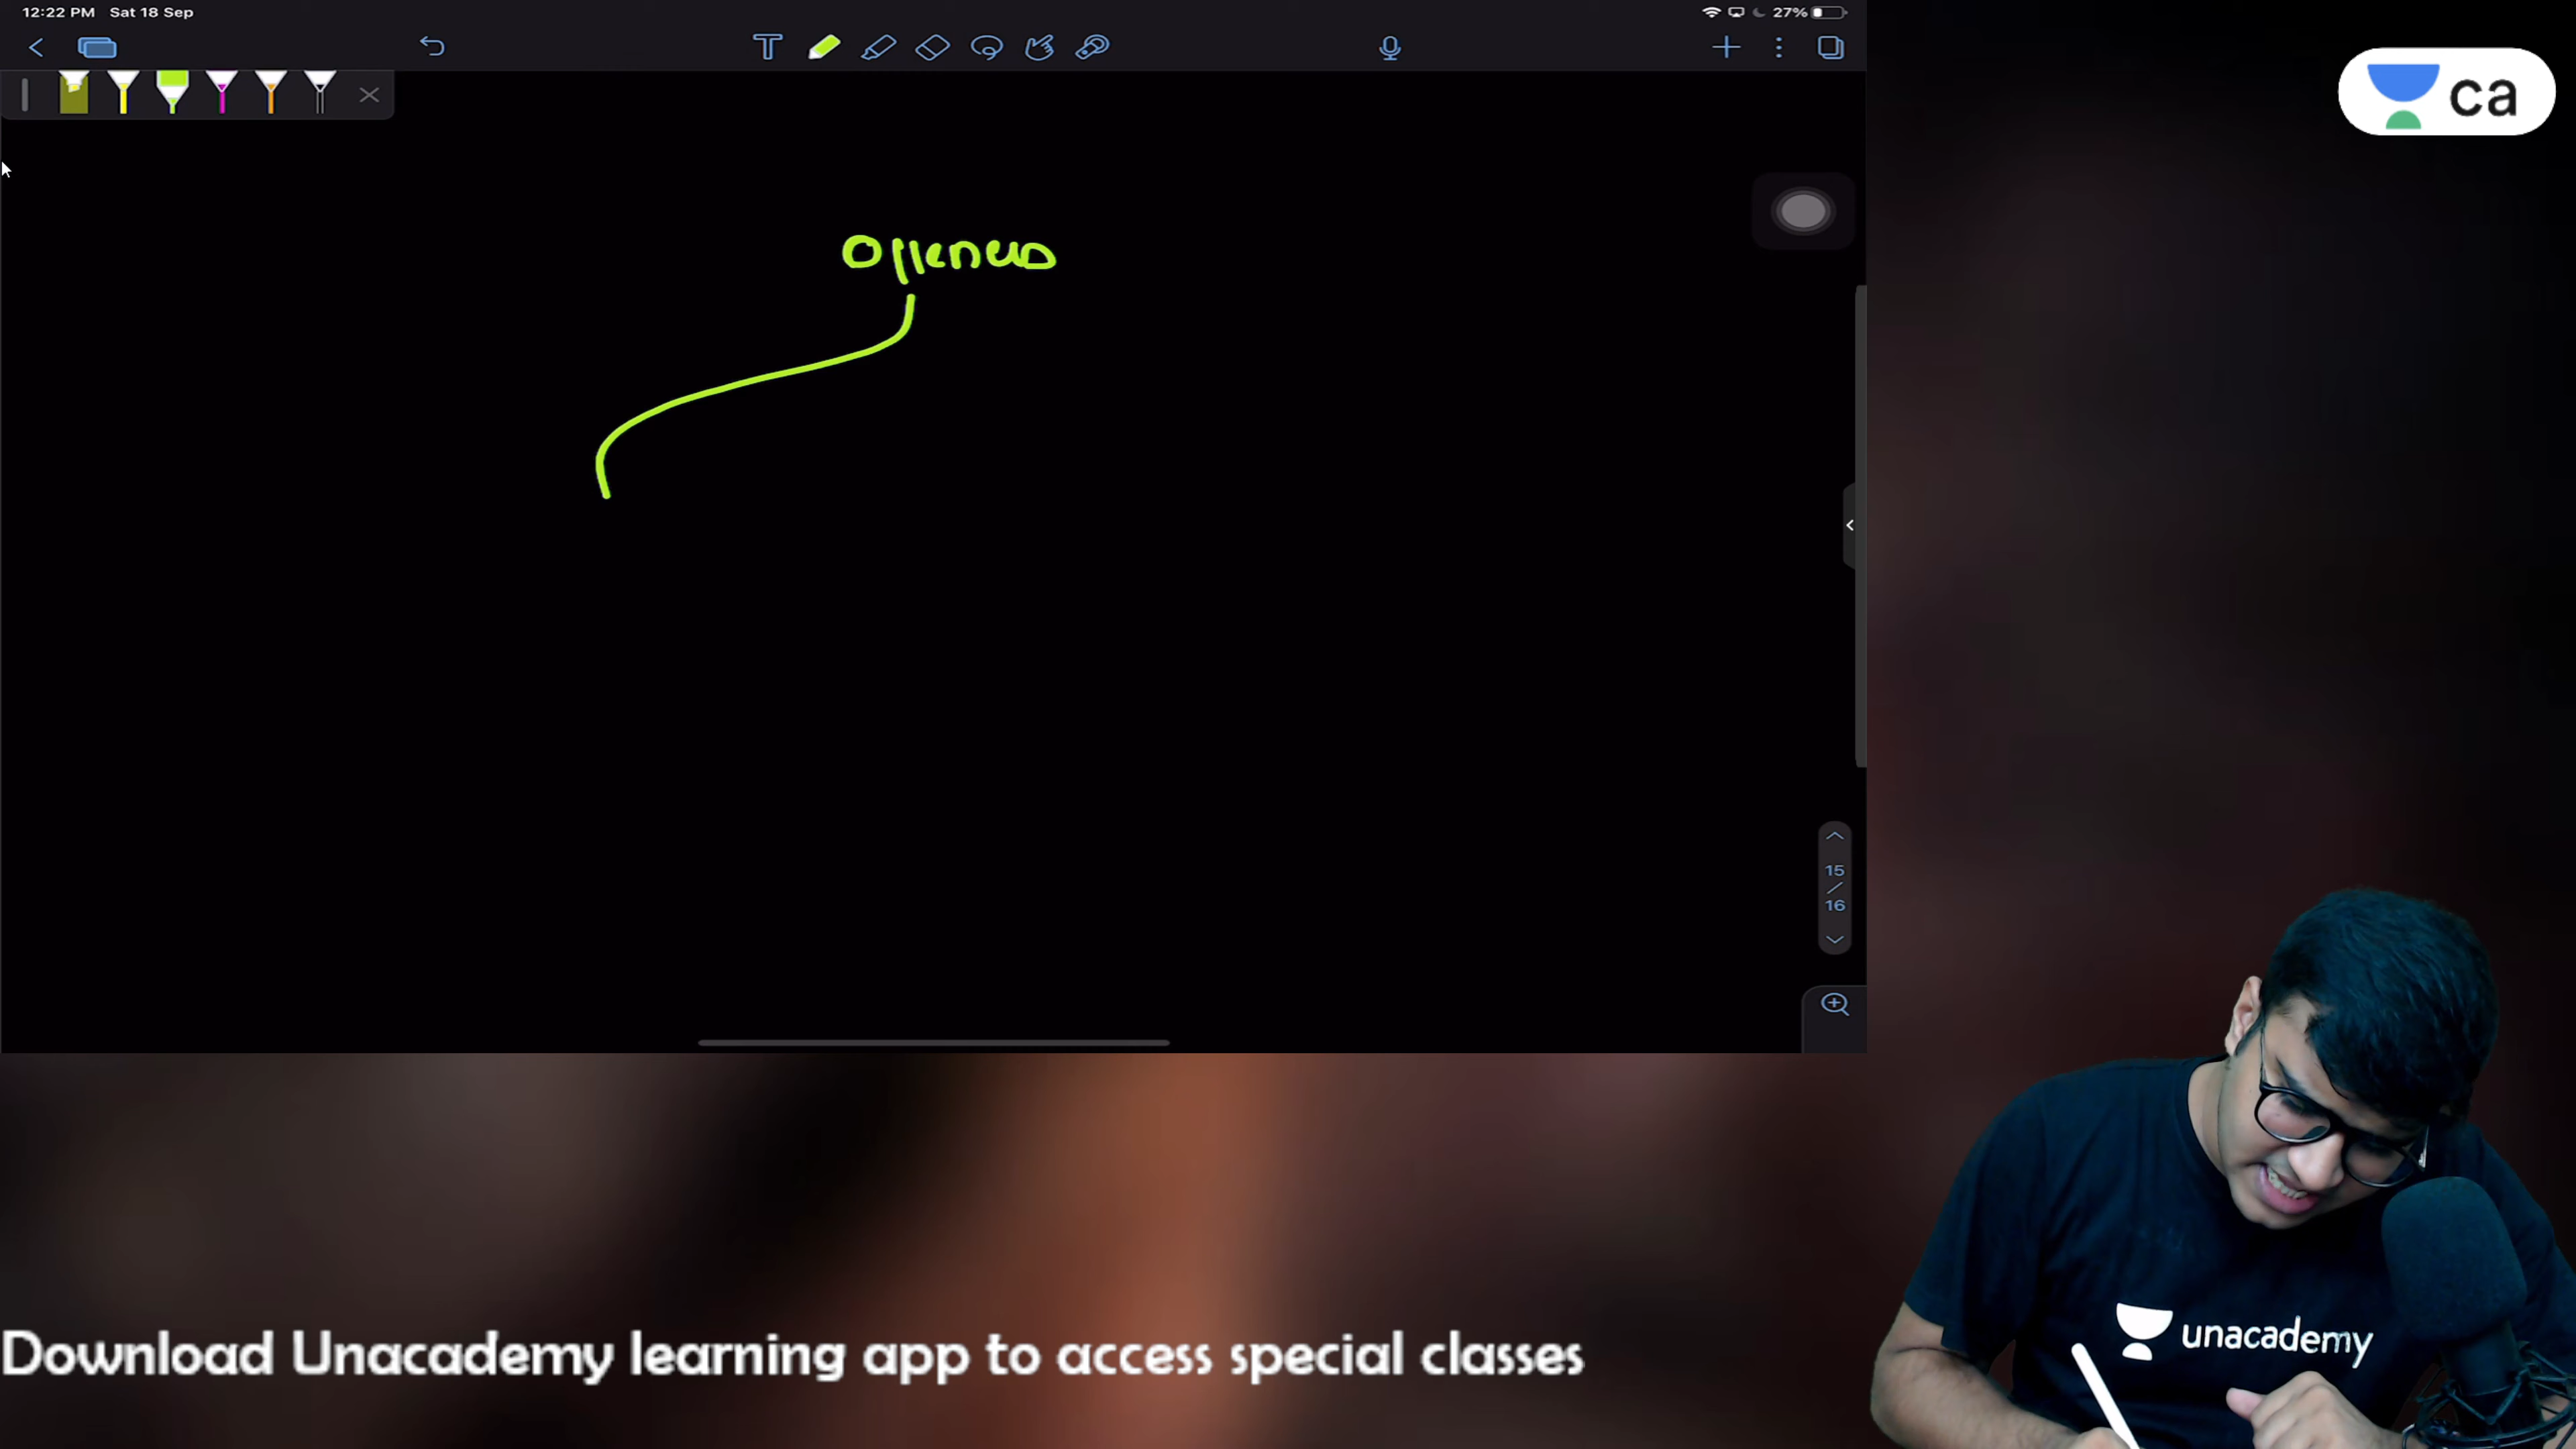 12:22 PM Sat 18 Sep
27%
T
ca
Offences
15
/
16
unacademy
Download Unacademy learning app to access special classes